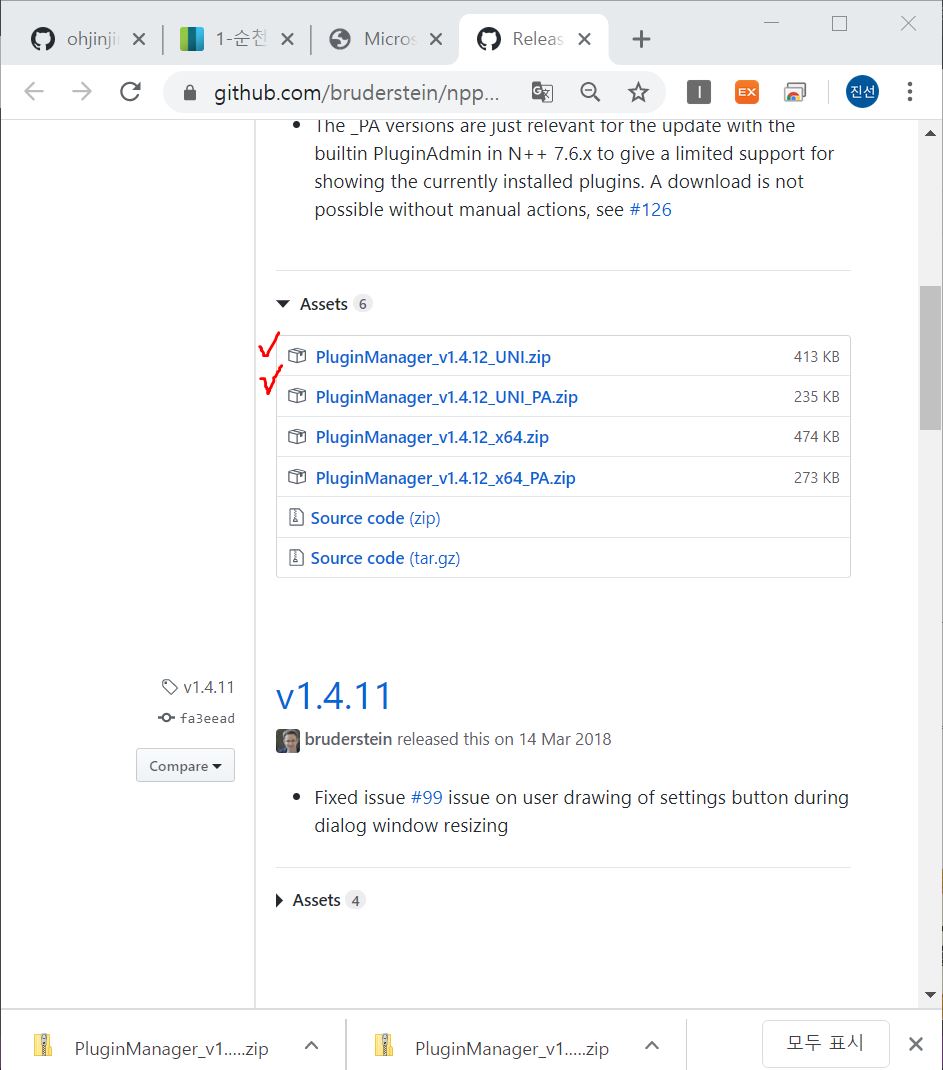 ohjinji
1-순천
Micros
Releas
github.com/bruderstein/npp...
EX
진선
The _PA versions are just relevant for the update with the
builtin PluginAdmin in N++ 7.6.x to give a limited support for
showing the currently installed plugins. A download is not
possible without manual actions, see #126
Assets 6
PluginManager_v1.4.12_UNI.zip 413 KB
PluginManager_v1.4.12_UNI_PA.zip 235 KB
PluginManager_v1.4.12_x64.zip 474 KB
PluginManager_v1.4.12_x64_PA.zip 273 KB
Source code (zip)
Source code (tar.gz)
v1.4.11
fa3eead
Compare
v1.4.11
bruderstein released this on 14 Mar 2018
Fixed issue #99 issue on user drawing of settings button during
dialog window resizing
Assets 4
PluginManager_v1.....zip
PluginManager_v1.....zip
모두 표시